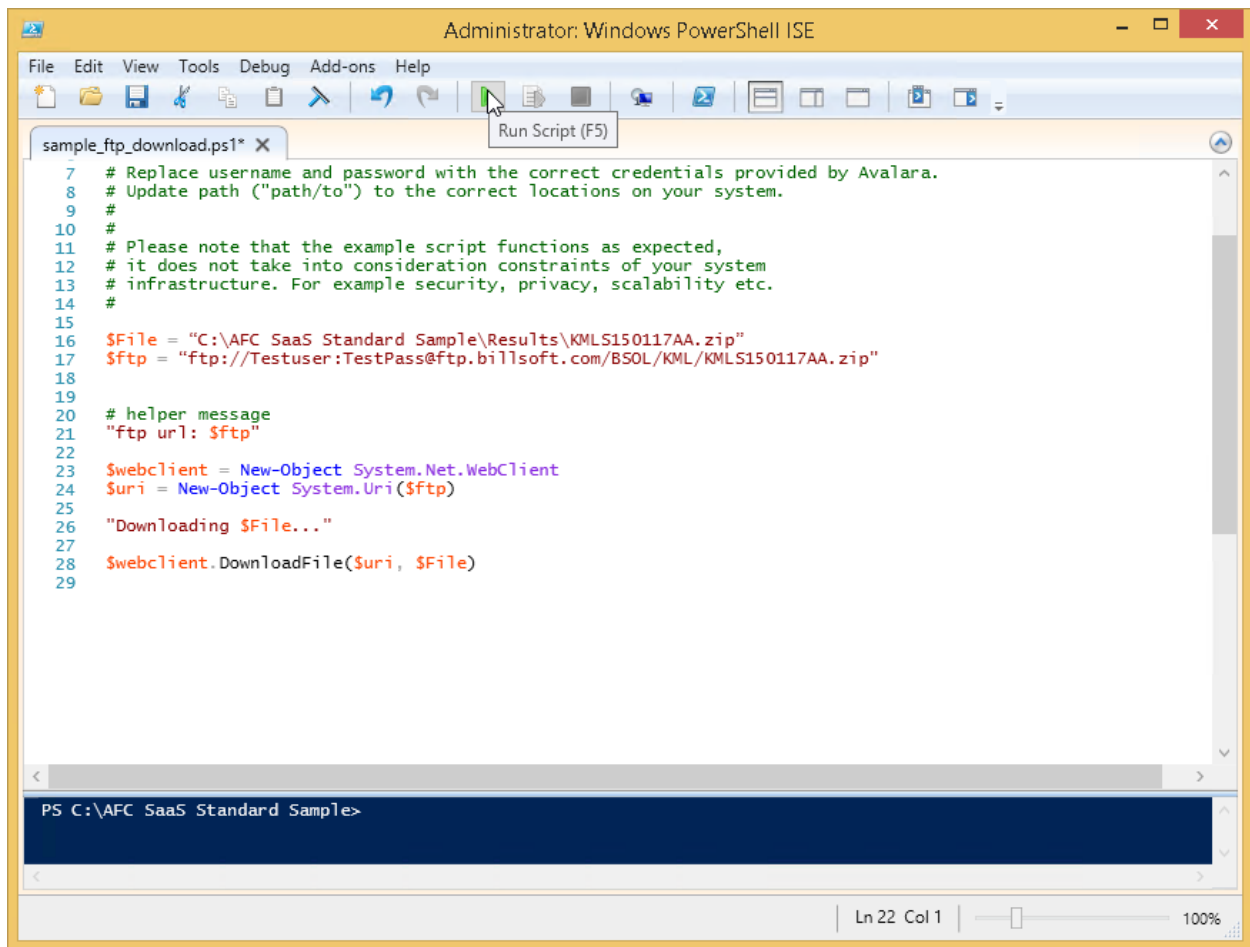 Administrator: Windows PowerShell ISE
File Edit View Tools Debug Add-ons Help
Run Script (F5)
sample_ftp_download.ps1* X
7 # Replace username and password with the correct credentials provided by Avalara.
8 # Update path ("path/to") to the correct locations on your system.
9 #
10 #
11 # Please note that the example script functions as expected,
12 # it does not take into consideration constraints of your system
13 # infrastructure. For example security, privacy, scalability etc.
14 #
15
16 $File = “C:\AFC SaaS Standard Sample\Results\KMLS150117AA.zip”
17 $ftp = “ftp://Testuser:TestPass@ftp.billsoft.com/BSOL/KML/KMLS150117AA.zip”
18
19
20 # helper message
21 "ftp url: $ftp"
22
23 $webclient = New-Object System.Net.WebClient
24 $uri = New-Object System.Uri($ftp)
25
26 "Downloading $File..."
27
28 $webclient.DownloadFile($uri, $File)
29
PS C:\AFC SaaS Standard Sample>
Ln 22 Col 1 100%